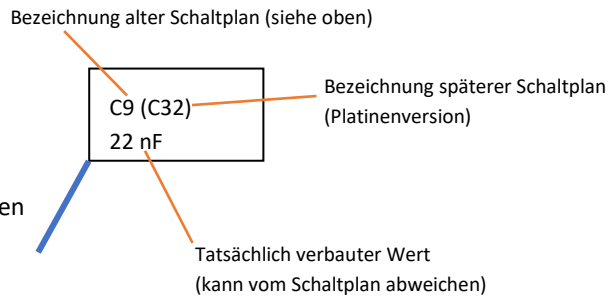 Bezeichnung alter Schaltplan (siehe oben)
C9 (C32)
22 nF
Bezeichnung späterer Schaltplan
(Platinenversion)
en
Tatsächlich verbauter Wert
(kann vom Schaltplan abweichen)